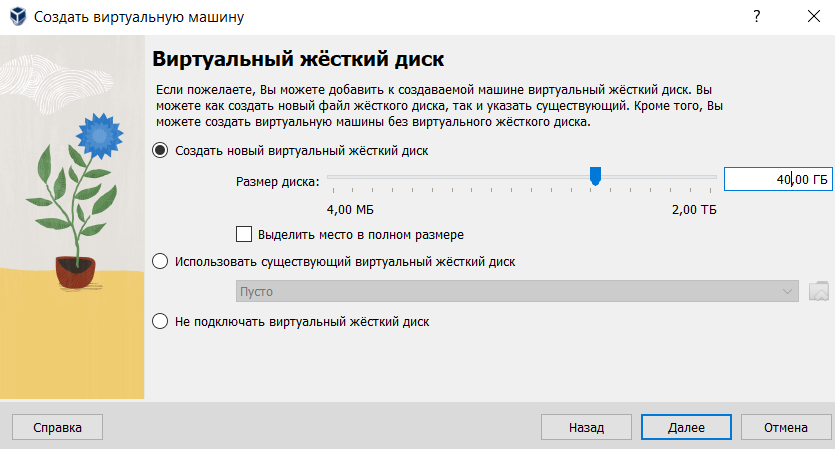 Создать виртуальную машину
Виртуальный жёсткий диск
Если пожелаете, Вы можете добавить к создаваемой машине виртуальный жёсткий диск. Вы
можете как создать новый файл жёсткого диска, так и указать существующий. Кроме того, Вы
можете создать виртуальную машины без виртуального жёсткого диска.
Создать новый виртуальный жёсткий диск
Размер диска:
40,00 ГБ
4,00 МБ
2,00 ТБ
Выделить место в полном размере
Использовать существующий виртуальный жёсткий диск
Пусто
Не подключать виртуальный жёсткий диск
Справка
Назад
Далее
Отмена